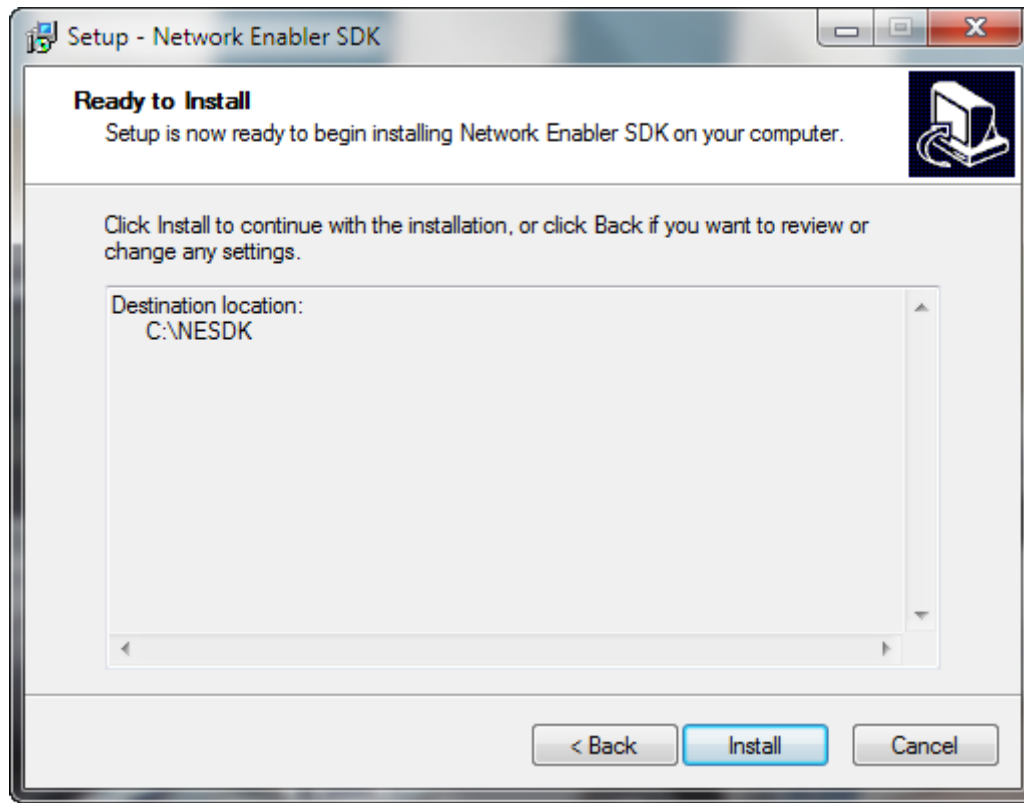 Setup - Network Enabler SDK
Ready to Install
Setup is now ready to begin installing Network Enabler SDK on your computer.
Click Install to continue with the installation, or click Back if you want to review or
change any settings.
Destination location:
C:\NESDK
< Back
Install
Cancel